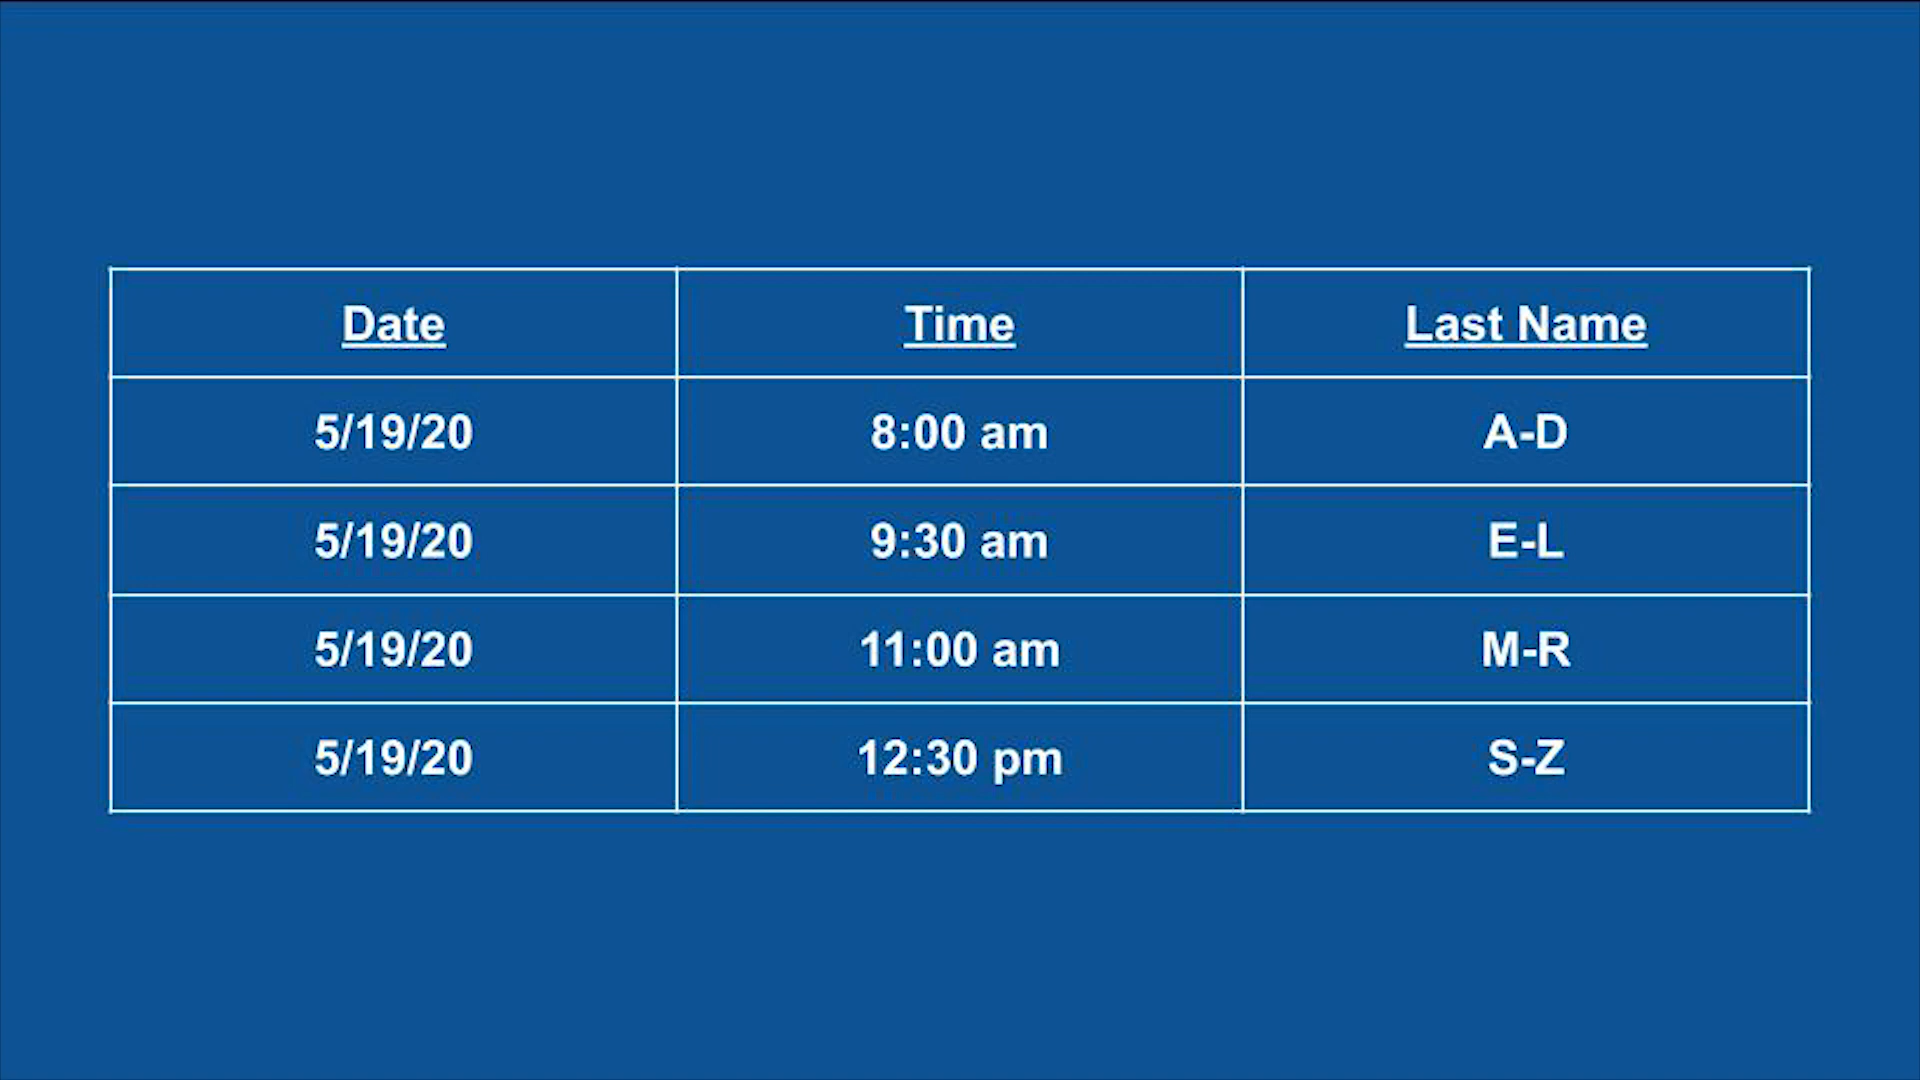 Date Time Last Name
5/19/20 8:00 am A-D
5/19/20 9:30 am E-L
5/19/20 11:00 am M-R
5/19/20 12:30 pm S-Z